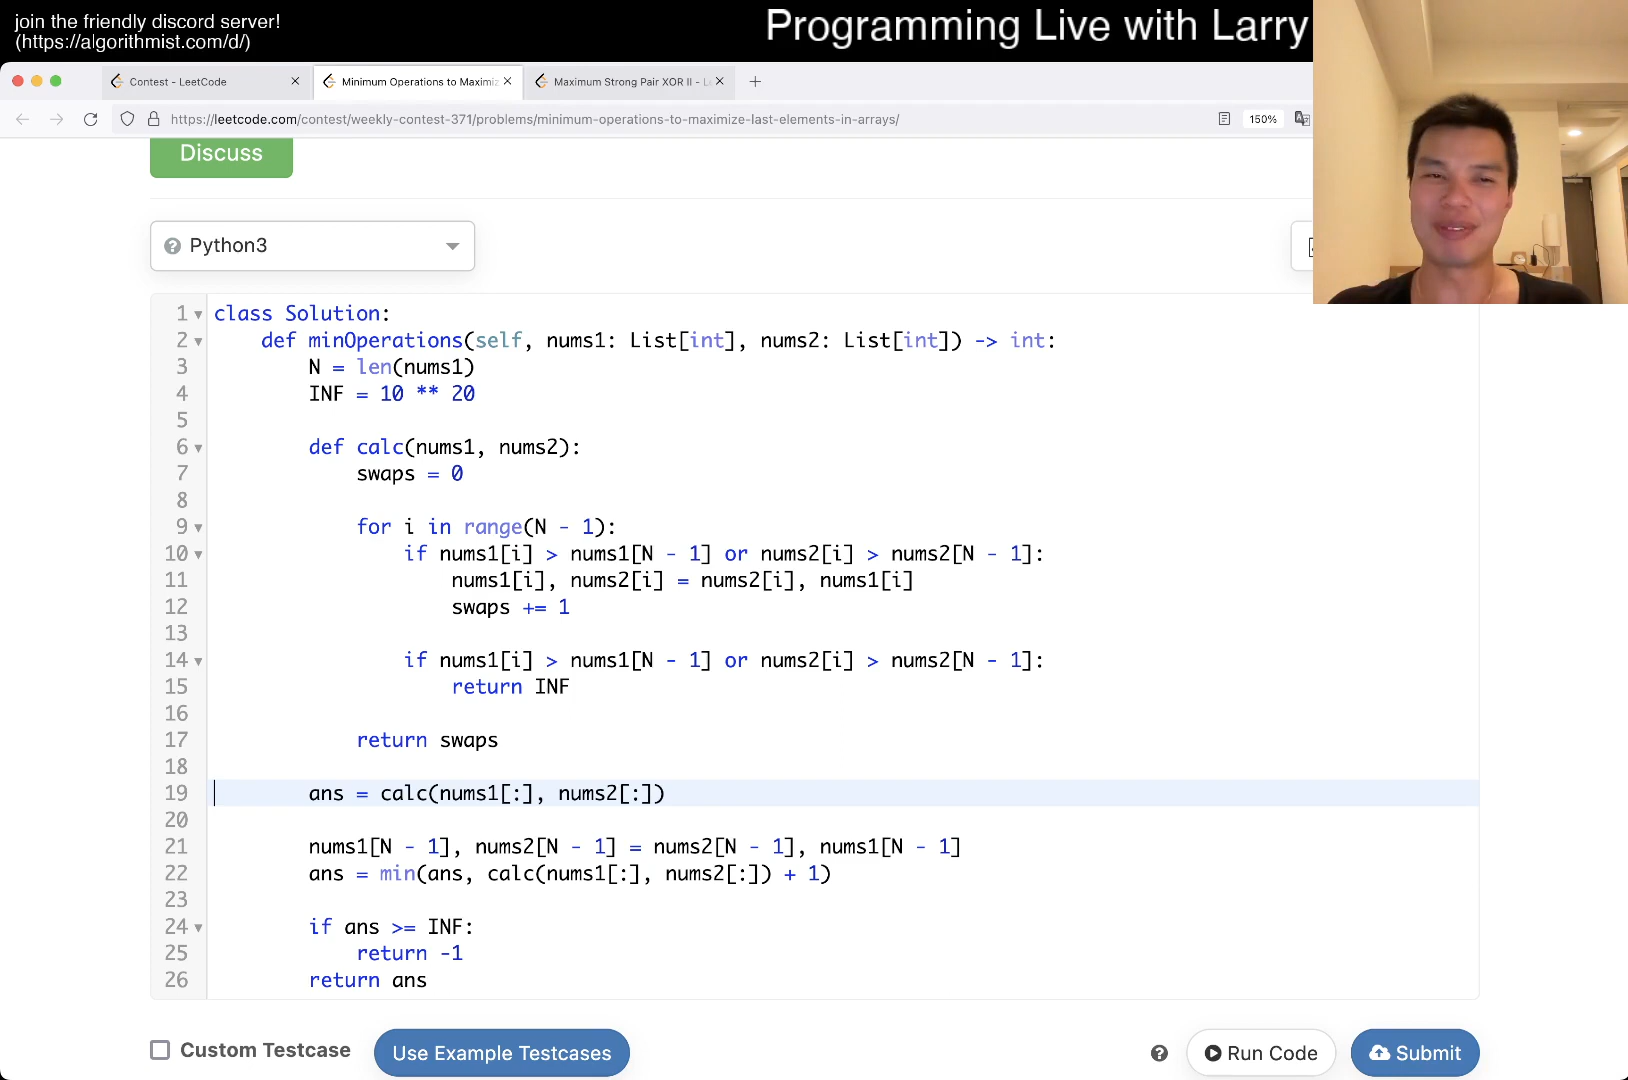 join the friendly discord server!
(https://algorithmist.com/d/)
Programming Live with Larry
Contest - LeetCode
Minimum Operations to Maximiz
Maximum Strong Pair XOR II - L
https://leetcode.com/contest/weekly-contest-371/problems/minimum-operations-to-maximize-last-elements-in-arrays/
150%
Discuss
Python3
1 class Solution:
2 def minOperations(self, nums1: List[int], nums2: List[int]) -> int:
3 N = len(nums1)
4 INF = 10 ** 20
5
6 def calc(nums1, nums2):
7 swaps = 0
8
9 for i in range(N - 1):
10 if nums1[i] > nums1[N - 1] or nums2[i] > nums2[N - 1]:
11 nums1[i], nums2[i] = nums2[i], nums1[i]
12 swaps += 1
13
14 if nums1[i] > nums1[N - 1] or nums2[i] > nums2[N - 1]:
15 return INF
16
17 return swaps
18
19 ans = calc(nums1[:], nums2[:])
20
21 nums1[N - 1], nums2[N - 1] = nums2[N - 1], nums1[N - 1]
22 ans = min(ans, calc(nums1[:], nums2[:]) + 1)
23
24 if ans >= INF:
25 return -1
26 return ans
Custom Testcase
Use Example Testcases
Run Code
Submit